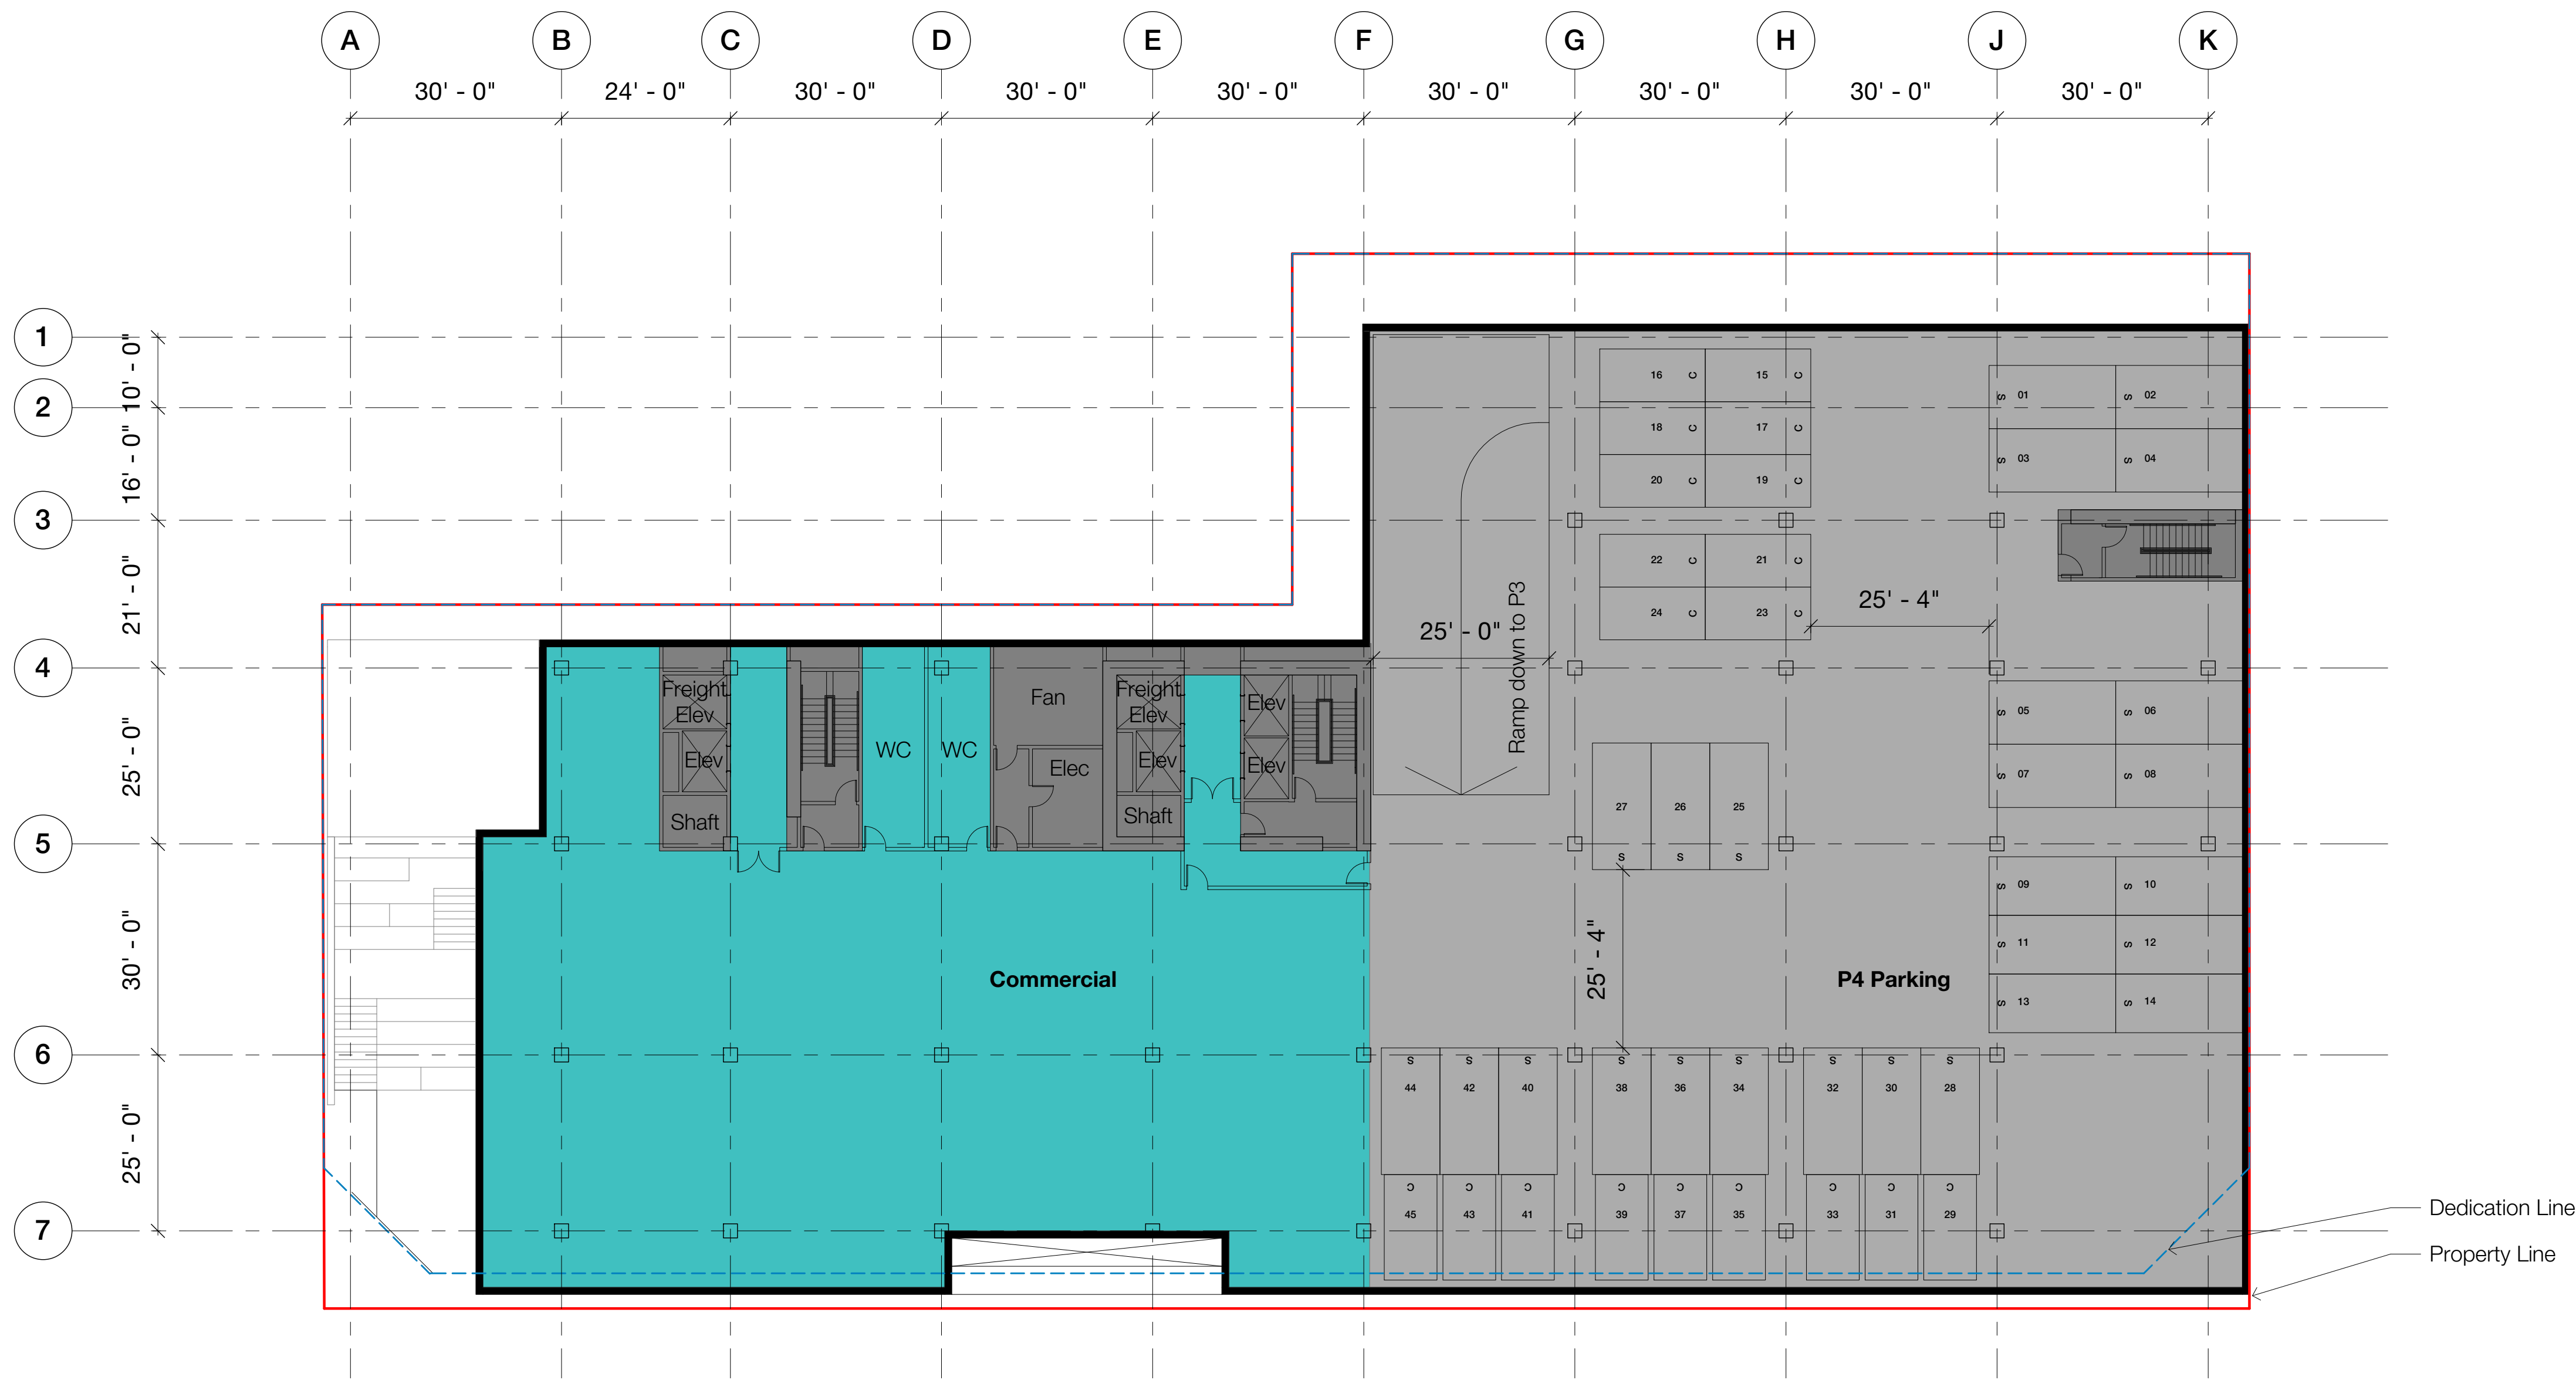 A B C D E F G H J K
30' - 0" 24' - 0" 30' - 0" 30' - 0" 30' - 0" 30' - 0" 30' - 0" 30' - 0" 30' - 0"
1
2
3
4
5
6
7
10' - 0"
16' - 0"
21' - 0"
25' - 0"
30' - 0"
25' - 0"
Freight
Elev
Elev
Shaft
WC
WC
Fan
Elec
Freight
Elev
Elev
Shaft
Elev
Elev
Commercial
25' - 0"
Ramp down to P3
16 C 15 C
18 C 17 C
20 C 19 C
22 C 21 C
24 C 23 C
25' - 4"
S 01 S 02
S 03 S 04
S 05 S 06
S 07 S 08
27 26 25
S S S
25' - 4"
S 09 S 10
S 11 S 12
S 13 S 14
P4 Parking
S S S S S S S S S
44 42 40 38 36 34 32 30 28
C C C C C C C C C
45 43 41 39 37 35 33 31 29
Dedication Line
Property Line